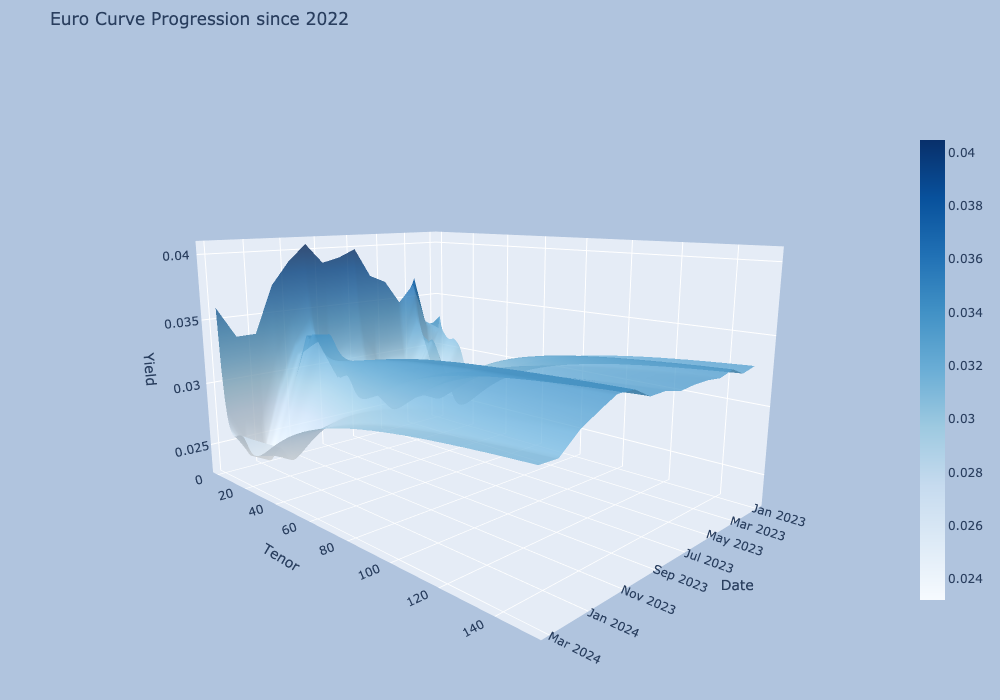 Euro Curve Progression since 2022
0.04
0.035
0.03
0.025
Yield
0
20
40
60
80
100
120
140
Tenor
Jan 2023
Mar 2023
May 2023
Jul 2023
Sep 2023
Nov 2023
Jan 2024
Mar 2024
Date
0.04
0.038
0.036
0.034
0.032
0.03
0.028
0.026
0.024